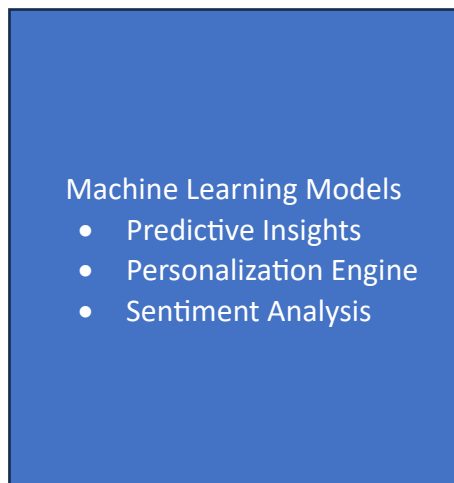 Machine Learning Models
• Predictive Insights
• Personalization Engine
• Sentiment Analysis